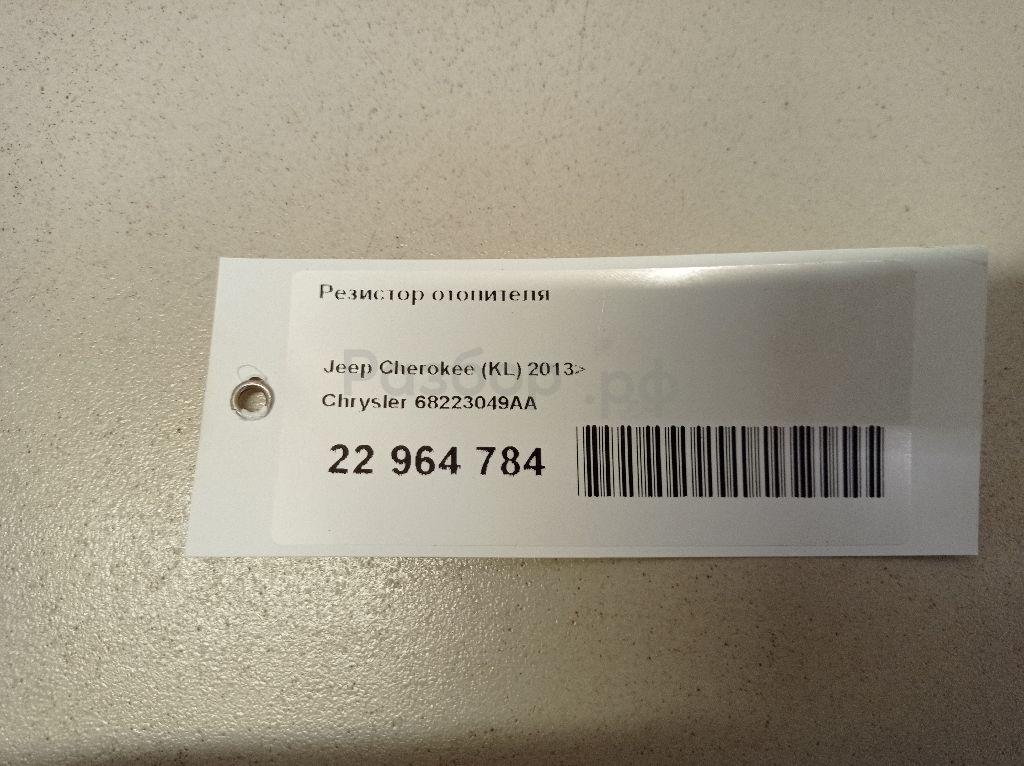 Резистор отопителя
Jeep Cherokee (KL) 2013>
Разбор.рф
Chrysler 68223049AA
22 964 784